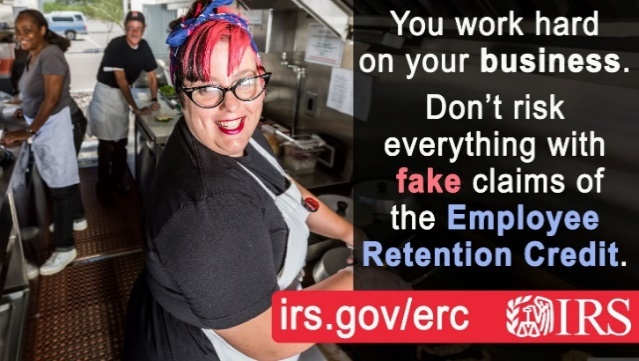 You work hard
on your business.
Don't risk
everything with
fake claims of
the Employee
Retention Credit.
irs.gov/erc
IRS